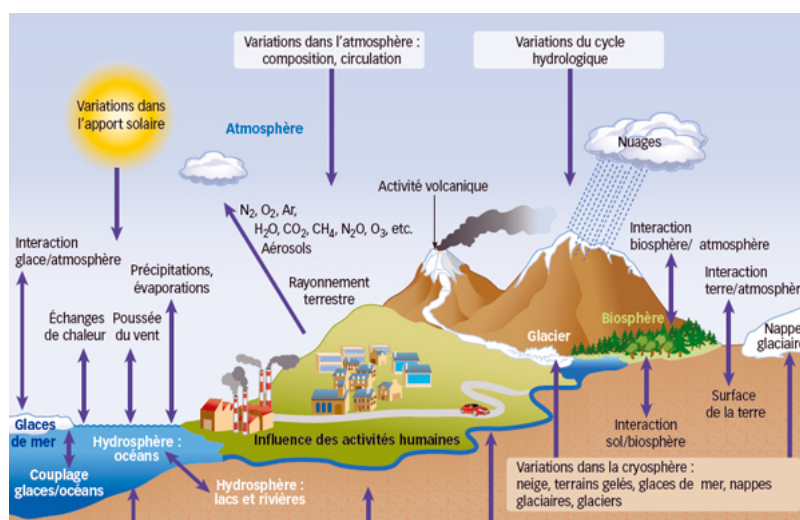 Variations dans l'atmosphère :
composition, circulation
Variations du cycle
hydrologique
Variations dans
l'apport solaire
Atmosphère
Nuages
Activité volcanique
N₂, O₂, Ar,
H₂O, CO₂, CH₄, N₂O, O₃, etc.
Aérosols
Interaction
glace/atmosphère
Précipitations,
évaporations
Rayonnement
terrestre
Interaction
biosphère/ atmosphère
Interaction
terre/atmosphère
Échanges
de chaleur
Poussée
du vent
Glacier
Biosphère
Nappe
glaciaire
Glaces
de mer
Hydrosphère :
océans
Influence des activités humaines
Surface
de la terre
Interaction
sol/biosphère
Couplage
glaces/océans
Hydrosphère :
lacs et rivières
Variations dans la cryosphère :
neige, terrains gelés, glaces de mer, nappes
glaciaires, glaciers